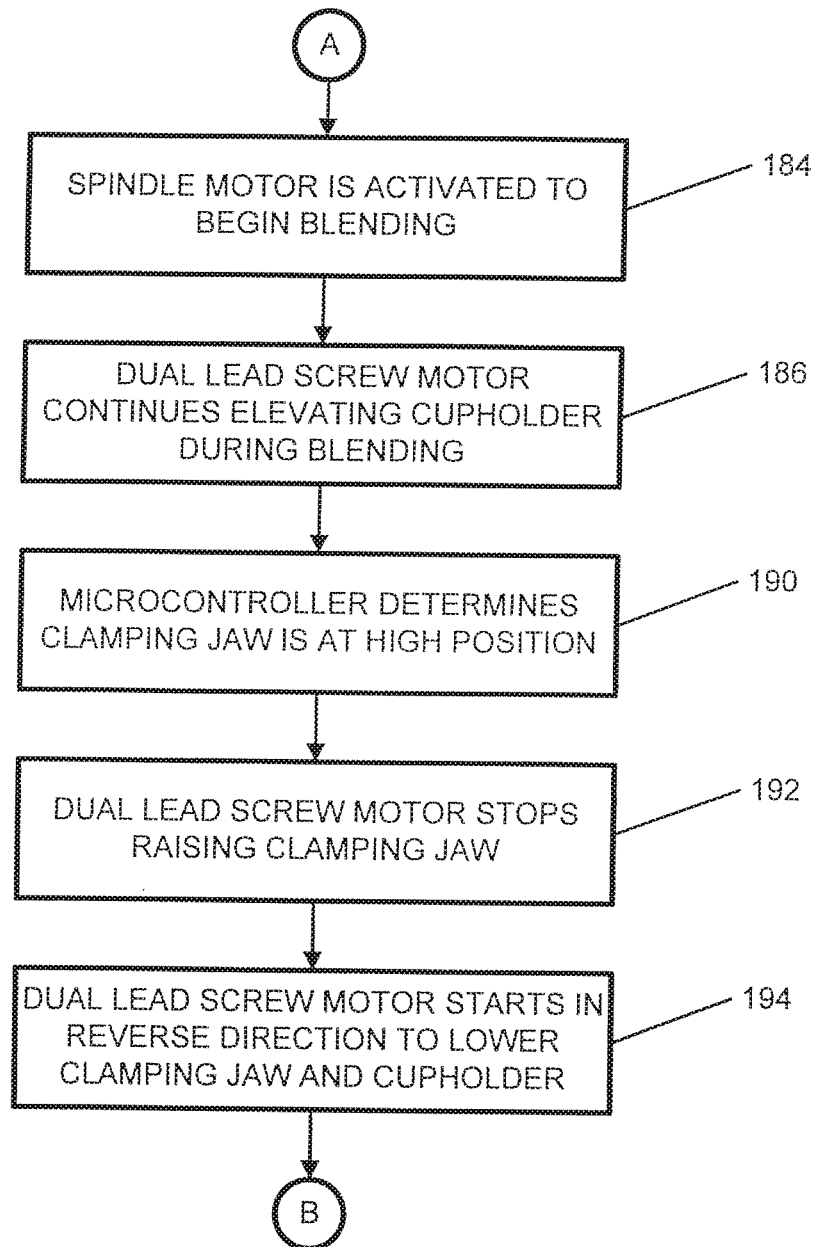 A
SPINDLE MOTOR IS ACTIVATED TO
BEGIN BLENDING
184
DUAL LEAD SCREW MOTOR
CONTINUES ELEVATING CUPHOLDER
DURING BLENDING
186
MICROCONTROLLER DETERMINES
CLAMPING JAW IS AT HIGH POSITION
190
DUAL LEAD SCREW MOTOR STOPS
RAISING CLAMPING JAW
192
DUAL LEAD SCREW MOTOR STARTS IN
REVERSE DIRECTION TO LOWER
CLAMPING JAW AND CUPHOLDER
194
B